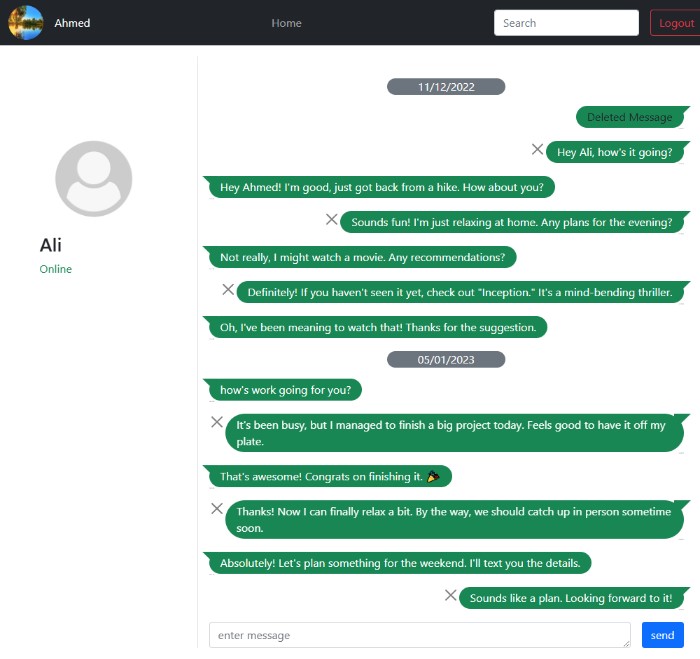 Ahmed
Home
Search
Logout
Ali
Online
11/12/2022
Deleted Message
Hey Ali, how's it going?
Hey Ahmed! I'm good, just got back from a hike. How about you?
Sounds fun! I'm just relaxing at home. Any plans for the evening?
Not really, I might watch a movie. Any recommendations?
Definitely! If you haven't seen it yet, check out "Inception." It's a mind-bending thriller.
Oh, I've been meaning to watch that! Thanks for the suggestion.
05/01/2023
how's work going for you?
It's been busy, but I managed to finish a big project today. Feels good to have it off my
plate.
That's awesome! Congrats on finishing it. 🎉
Thanks! Now I can finally relax a bit. By the way, we should catch up in person sometime
soon.
Absolutely! Let's plan something for the weekend. I'll text you the details.
Sounds like a plan. Looking forward to it!
enter message
send